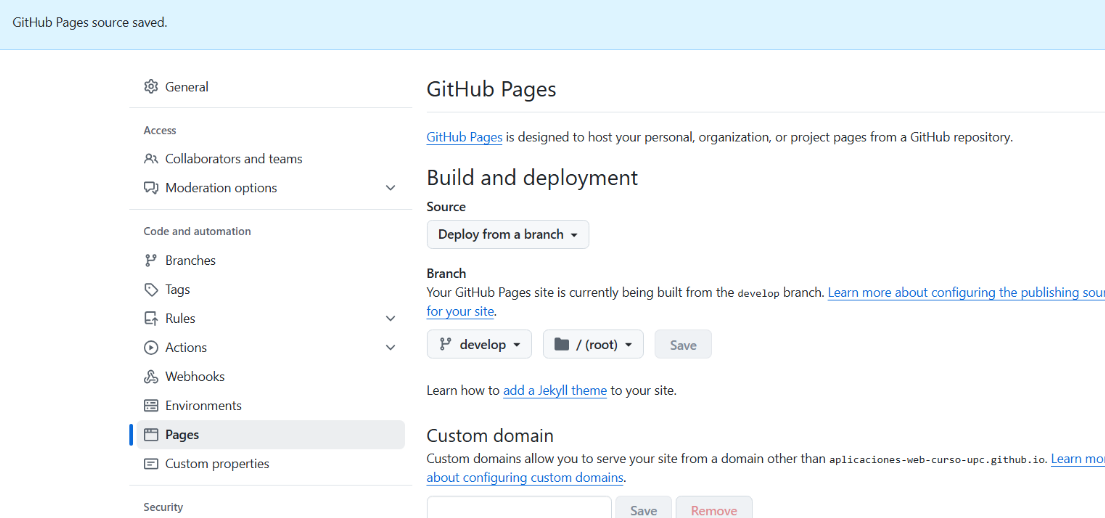 GitHub Pages source saved.
General
Access
Collaborators and teams
Moderation options
Code and automation
Branches
Tags
Rules
Actions
Webhooks
Environments
Pages
Custom properties
Security
GitHub Pages
GitHub Pages is designed to host your personal, organization, or project pages from a GitHub repository.
Build and deployment
Source
Deploy from a branch
Branch
Your GitHub Pages site is currently being built from the develop branch. Learn more about configuring the publishing sou
for your site.
develop
/ (root)
Save
Learn how to add a Jekyll theme to your site.
Custom domain
Custom domains allow you to serve your site from a domain other than aplicaciones-web-curso-upc.github.io. Learn mo
about configuring custom domains.
Save
Remove